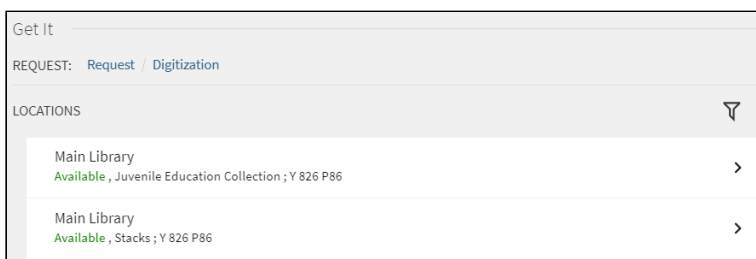 Get It
REQUEST: Request / Digitization
LOCATIONS
Main Library
Available , Juvenile Education Collection ; Y 826 P86
Main Library
Available , Stacks ; Y 826 P86